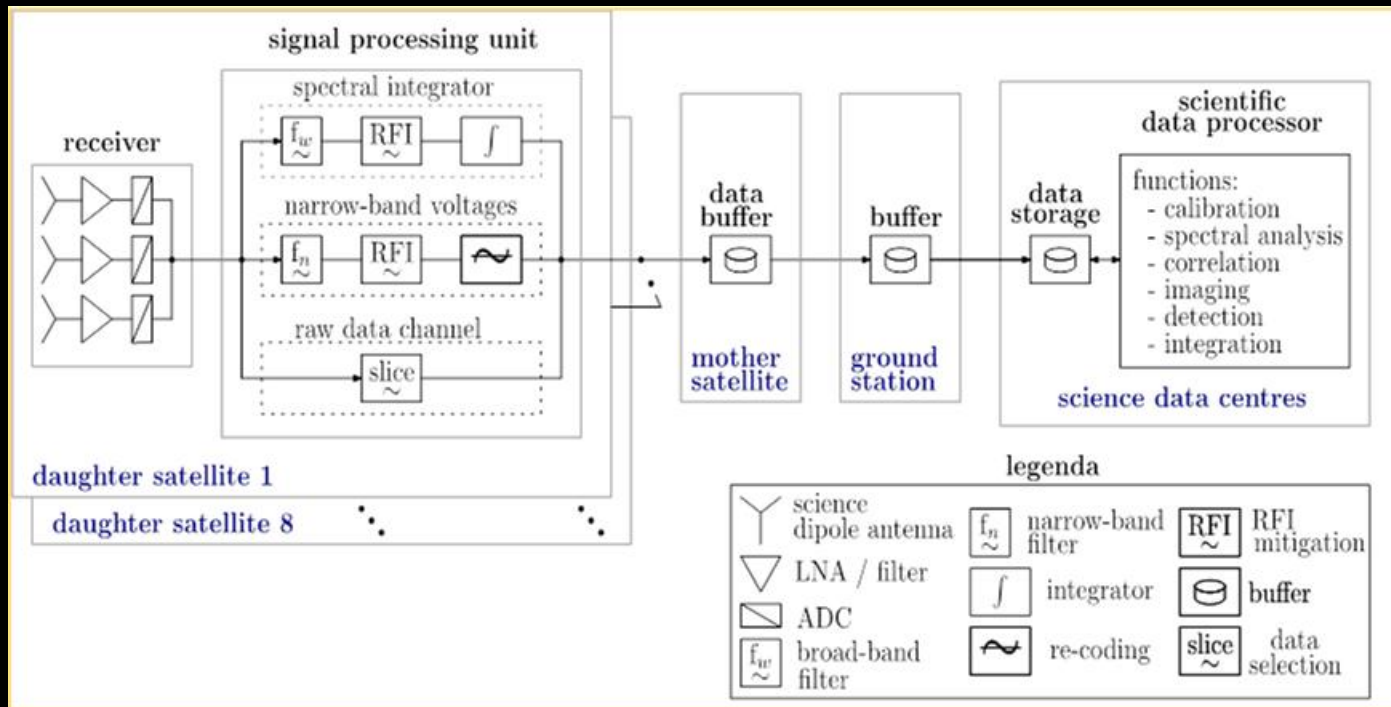 signal processing unit
spectral integrator
f_w
~
RFI
~
∫
receiver
narrow-band voltages
f_n
~
RFI
~
raw data channel
slice
~
daughter satellite 1
daughter satellite 8
data
buffer
mother
satellite
buffer
ground
station
scientific
data processor
data
storage
functions:
- calibration
- spectral analysis
- correlation
- imaging
- detection
- integration
science data centres
legenda
science
dipole antenna
LNA / filter
ADC
f_w
~
broad-band
filter
f_n
~
narrow-band
filter
∫
integrator
re-coding
RFI
~
RFI
mitigation
buffer
slice
~
data
selection